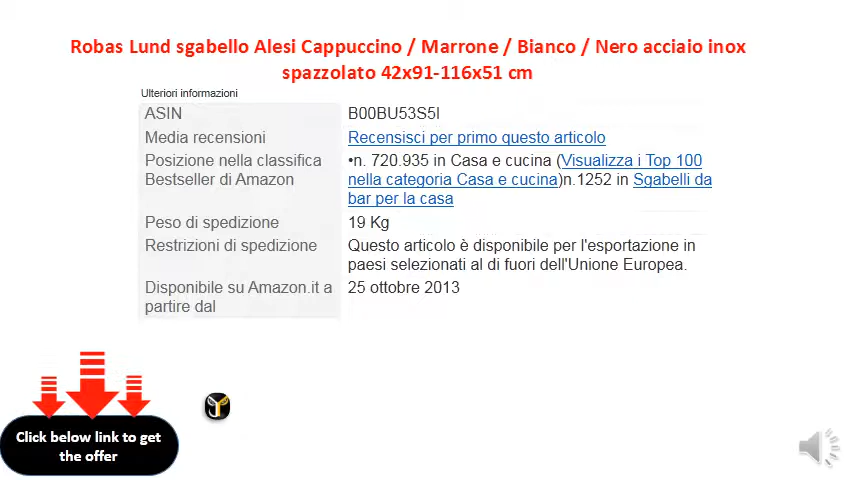 Robas Lund sgabello Alesi Cappuccino / Marrone / Bianco / Nero acciaio inox
spazzolato 42x91-116x51 cm
Ulteriori informazioni
ASIN B00BU53S5I
Media recensioni Recensisci per primo questo articolo
Posizione nella classifica •n. 720.935 in Casa e cucina (Visualizza i Top 100
Bestseller di Amazon nella categoria Casa e cucina)n.1252 in Sgabelli da
bar per la casa
Peso di spedizione 19 Kg
Restrizioni di spedizione Questo articolo è disponibile per l'esportazione in
paesi selezionati al di fuori dell'Unione Europea.
Disponibile su Amazon.it a 25 ottobre 2013
partire dal
Click below link to get
the offer